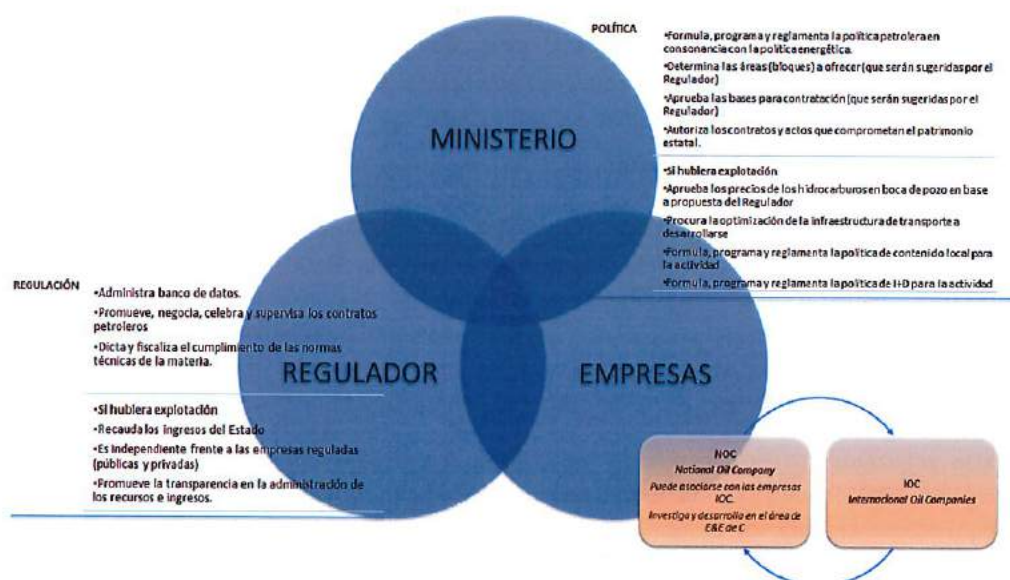 POLÍTICA
•Formula, programa y reglamenta la política petrolera en
consonancia con la política energética.
•Determina las áreas (bloques) a ofrecer (que serán sugeridas por el
Regulador)
•Aprueba las bases para contratación (que serán sugeridas por el
Regulador)
•Autoriza los contratos y actos que comprometan el patrimonio
estatal.
•Si hubiera explotación
•Aprueba los precios de los hidrocarburos en boca de pozo en base
a propuesta del Regulador
•Procura la optimización de la infraestructura de transporte a
desarrollarse
•Formula, programa y reglamenta la política de contenido local para
la actividad
•Formula, programa y reglamenta la política de I+D para la actividad
MINISTERIO
REGULACIÓN
•Administra banco de datos.
•Promueve, negocia, celebra y supervisa los contratos
petroleros
•Dicta y fiscaliza el cumplimiento de las normas
técnicas de la materia.
REGULADOR
EMPRESAS
•Si hubiera explotación
•Recauda los ingresos del Estado
•Es Independiente frente a las empresas reguladas
(públicas y privadas)
•Promueve la transparencia en la administración de
los recursos e ingresos.
NOC
National Oil Company
Puede asociarse con las empresas
IOC.
Investiga y desarrolla en el área de
E&E de C
IOC
Internacional Oil Companies